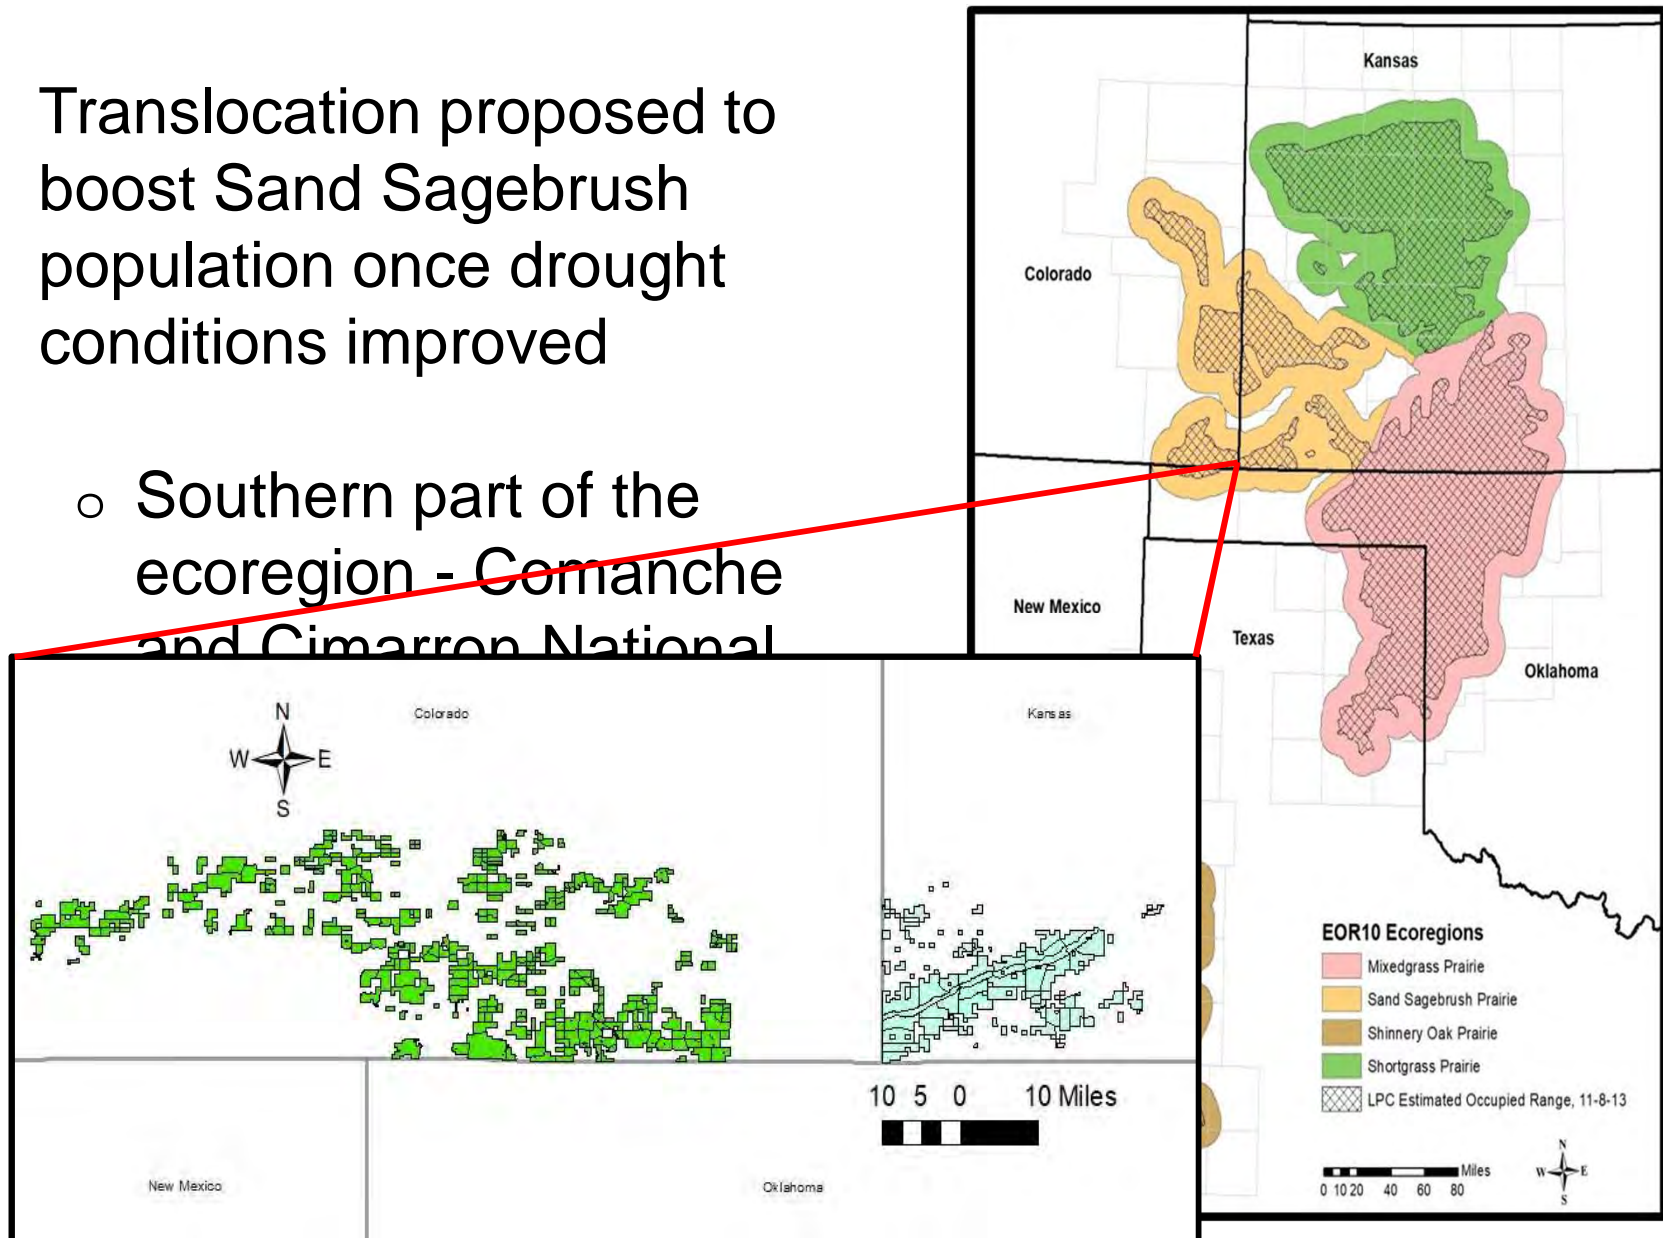 Translocation proposed to
boost Sand Sagebrush
population once drought
conditions improved
o Southern part of the
ecoregion - Comanche
and Cimarron National
Kansas
Colorado
New Mexico
Texas
Oklahoma
EOR10 Ecoregions
Mixedgrass Prairie
Sand Sagebrush Prairie
Shinnery Oak Prairie
Shortgrass Prairie
LPC Estimated Occupied Range, 11-8-13
Miles
0 10 20 40 60 80
N
W E
S
N
W E
S
Colorado
Kansas
10 5 0 10 Miles
New Mexico
Oklahoma